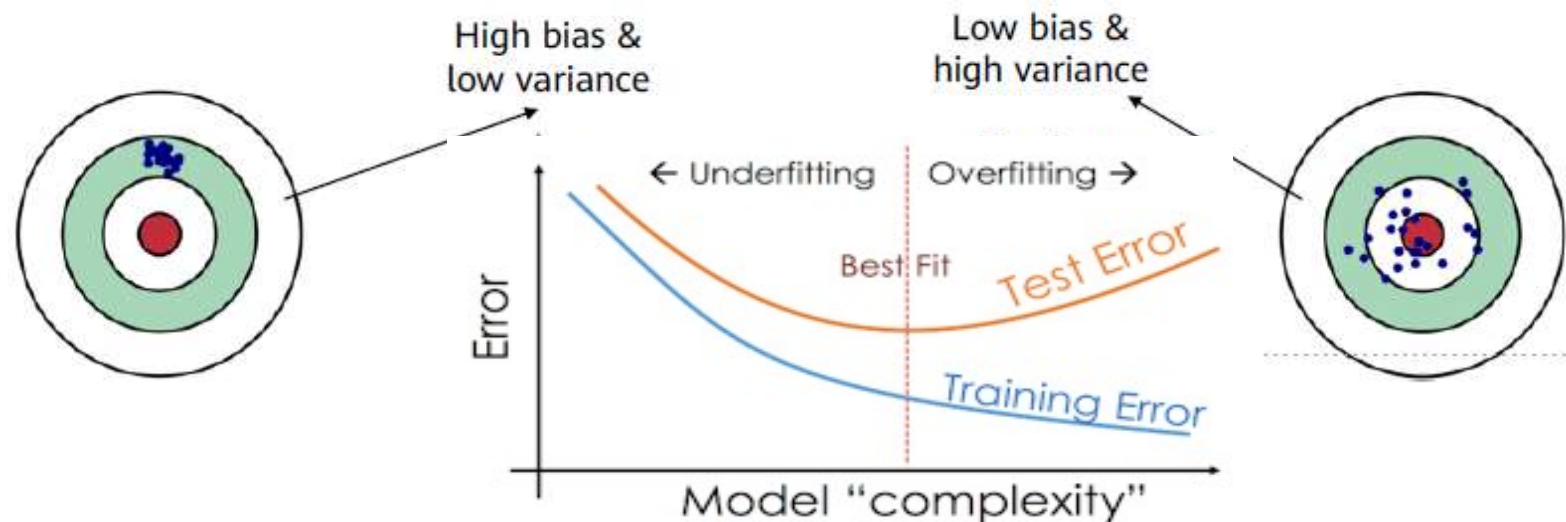 High bias &
low variance
Low bias &
high variance
← Underfitting
Overfitting →
Best Fit
Test Error
Training Error
Error
Model “complexity”